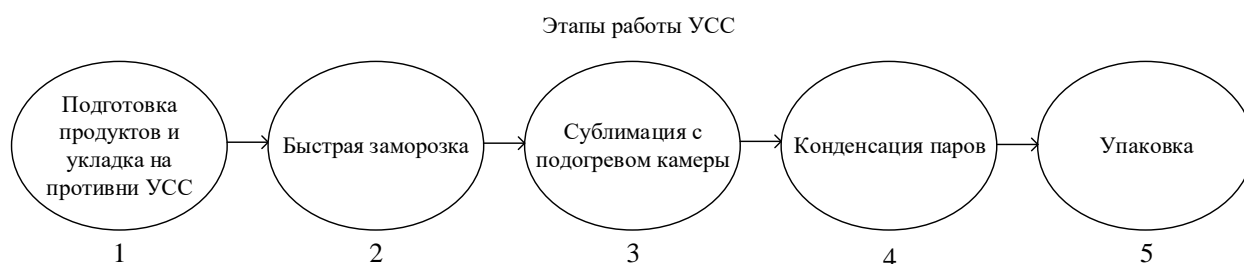 Этапы работы УСС
Подготовка
продуктов и
укладка на
противни УСС
Быстрая заморозка
Сублимация с
подогревом камеры
Конденсация паров
Упаковка
1
2
3
4
5